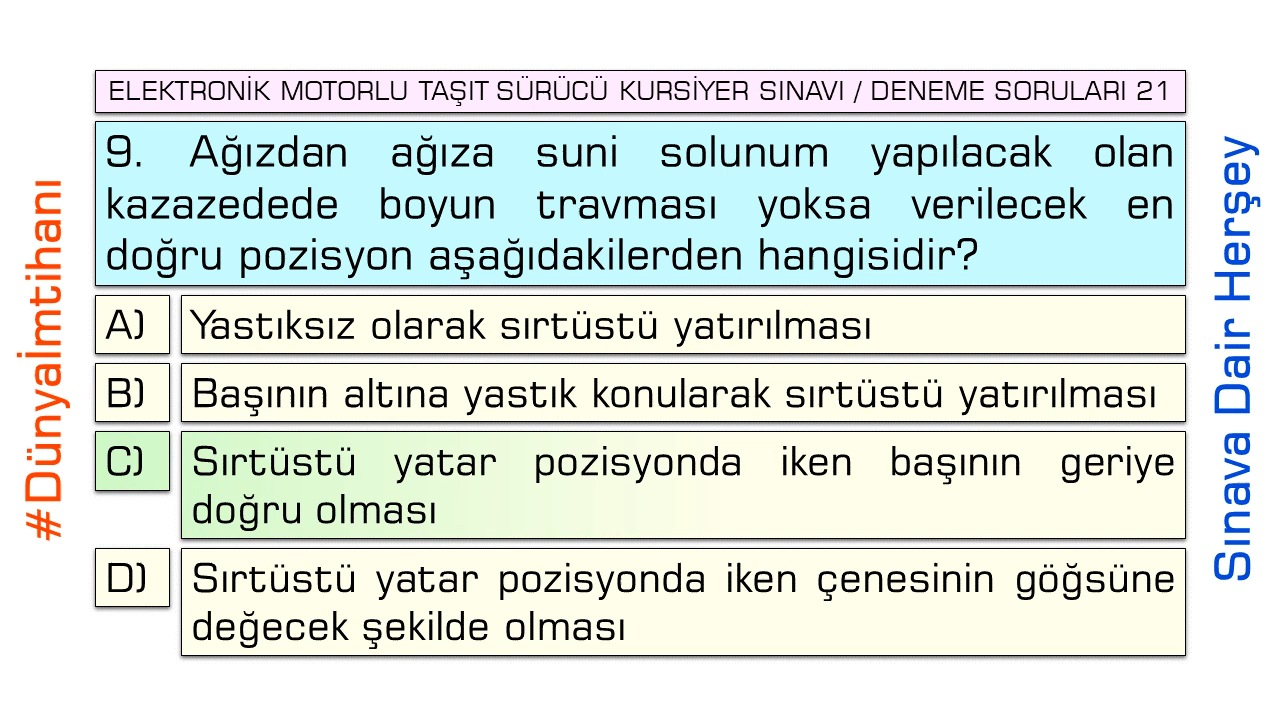 ELEKTRONİK MOTORLU TAŞIT SÜRÜCÜ KURSİYER SINAVI / DENEME SORULARI 21
9. Ağızdan ağıza suni solunum yapılacak olan
kazazedede boyun travması yoksa verilecek en
doğru pozisyon aşağıdakilerden hangisidir?
A) Yastıksız olarak sırtüstü yatırılması
B) Başının altına yastık konularak sırtüstü yatırılması
C) Sırtüstü yatar pozisyonda iken başının geriye
doğru olması
D) Sırtüstü yatar pozisyonda iken çenesinin göğsüne
değecek şekilde olması
#Dünyaimtihanı
Sınava Dair Herşey